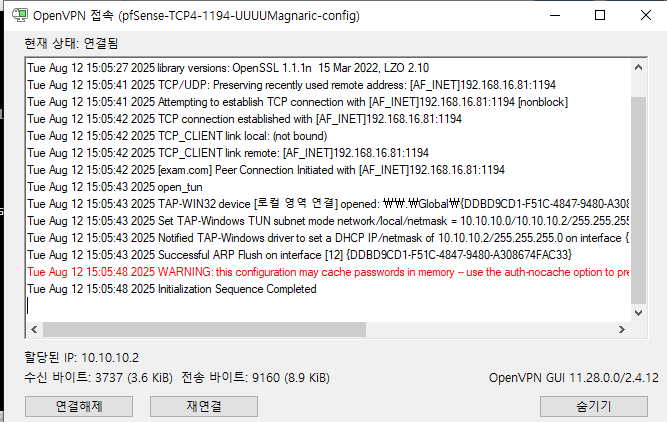 OpenVPN 접속 (pfSense-TCP4-1194-UUUUMagnaric-config)
현재 상태: 연결됨
Tue Aug 12 15:05:27 2025 library versions: OpenSSL 1.1.1n  15 Mar 2022, LZO 2.10
Tue Aug 12 15:05:41 2025 TCP/UDP: Preserving recently used remote address: [AF_INET]192.168.16.81:1194
Tue Aug 12 15:05:41 2025 Attempting to establish TCP connection with [AF_INET]192.168.16.81:1194 [nonblock]
Tue Aug 12 15:05:42 2025 TCP connection established with [AF_INET]192.168.16.81:1194
Tue Aug 12 15:05:42 2025 TCP_CLIENT link local: (not bound)
Tue Aug 12 15:05:42 2025 TCP_CLIENT link remote: [AF_INET]192.168.16.81:1194
Tue Aug 12 15:05:42 2025 [exam.com] Peer Connection Initiated with [AF_INET]192.168.16.81:1194
Tue Aug 12 15:05:43 2025 open_tun
Tue Aug 12 15:05:43 2025 TAP-WIN32 device [로컬 영역 연결] opened: ₩₩.₩Global₩{DDBD9CD1-F51C-4847-9480-A308
Tue Aug 12 15:05:43 2025 Set TAP-Windows TUN subnet mode network/local/netmask = 10.10.10.0/10.10.10.2/255.255.255
Tue Aug 12 15:05:43 2025 Notified TAP-Windows driver to set a DHCP IP/netmask of 10.10.10.2/255.255.255.0 on interface {
Tue Aug 12 15:05:43 2025 Successful ARP Flush on interface [12] {DDBD9CD1-F51C-4847-9480-A308674FAC33}
Tue Aug 12 15:05:48 2025 WARNING: this configuration may cache passwords in memory -- use the auth-nocache option to pre
Tue Aug 12 15:05:48 2025 Initialization Sequence Completed
할당된 IP: 10.10.10.2
수신 바이트: 3737 (3.6 KiB)  전송 바이트: 9160 (8.9 KiB)
OpenVPN GUI 11.28.0.0/2.4.12
연결해제
재연결
숨기기